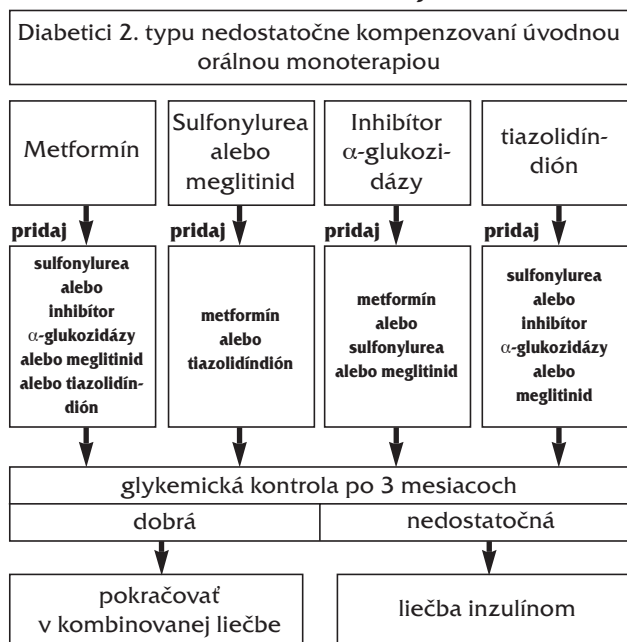 Diabetici 2. typu nedostatočne kompenzovaní úvodnou
orálnou monoterapiou
Metformín
Sulfonylurea
alebo
meglitinid
Inhibítor
α-glukozi-
dázy
tiazolidín-
dión
pridaj
pridaj
pridaj
pridaj
sulfonylurea
alebo
inhibítor
α-glukozidázy
alebo meglitinid
alebo tiazolidín-
dión
metformín
alebo
tiazolidíndión
metformín
alebo
sulfonylurea
alebo meglitinid
sulfonylurea
alebo
inhibítor
α-glukozidázy
alebo
meglitinid
glykemická kontrola po 3 mesiacoch
dobrá
nedostatočná
pokračovať
v kombinovanej liečbe
liečba inzulínom